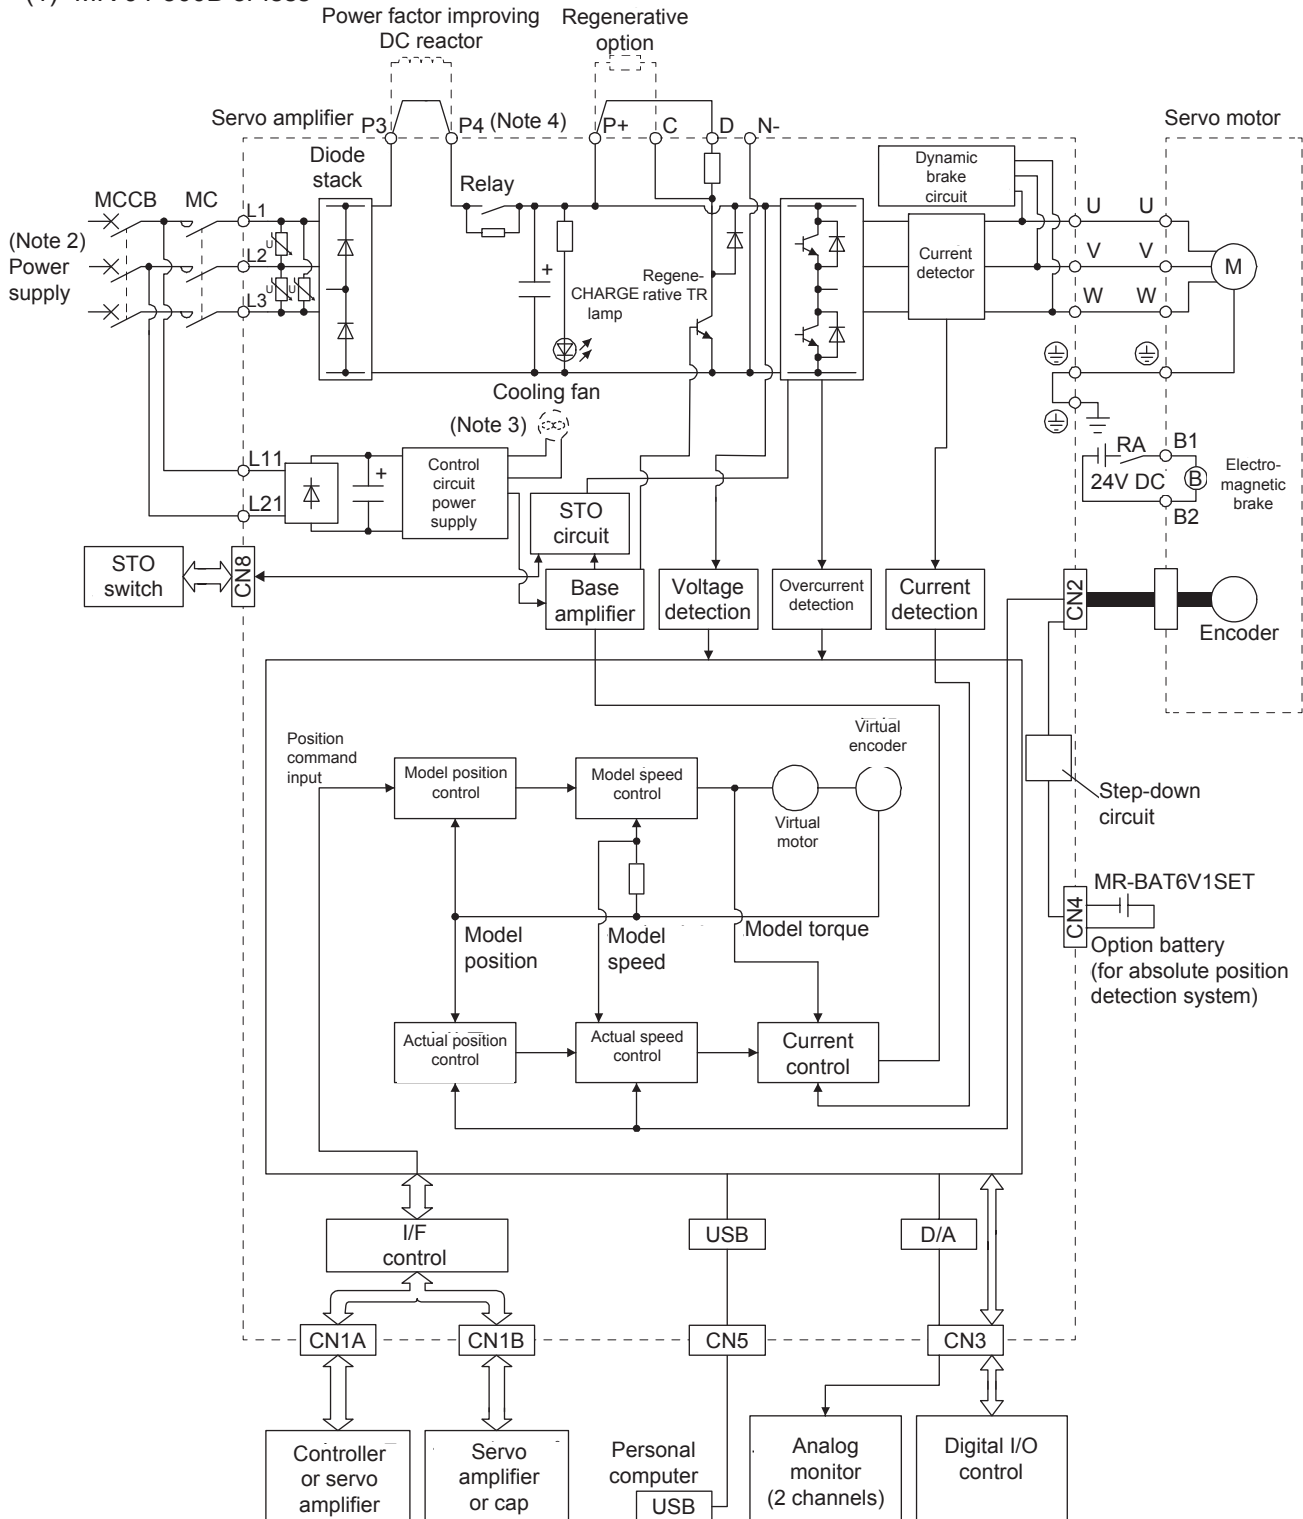 Power factor improving
DC reactor
Regenerative
option
Servo amplifier
P3
P4
(Note 4)
P+
C
D
N-
Servo motor
Diode
stack
Relay
Dynamic
brake
circuit
MCCB
MC
L1
L2
L3
(Note 2)
Power
supply
U
U
U
U
V
V
W
W
M
Current
detector
+
CHARGE
lamp
Regene-
rative TR
Cooling fan
(Note 3)
L11
L21
+
Control
circuit
power
supply
STO
circuit
RA
24V DC
B1
B
B2
Electro-
magnetic
brake
STO
switch
CN8
Base
amplifier
Voltage
detection
Overcurrent
detection
Current
detection
CN2
Encoder
Position
command
input
Model position
control
Model speed
control
Virtual
encoder
Virtual
motor
Step-down
circuit
MR-BAT6V1SET
CN4
Option battery
(for absolute position
detection system)
Model
position
Model
speed
Model torque
Actual position
control
Actual speed
control
Current
control
I/F
control
USB
D/A
CN1A
CN1B
CN5
CN3
Controller
or servo
amplifier
Servo
amplifier
or cap
Personal
computer
USB
Analog
monitor
(2 channels)
Digital I/O
control